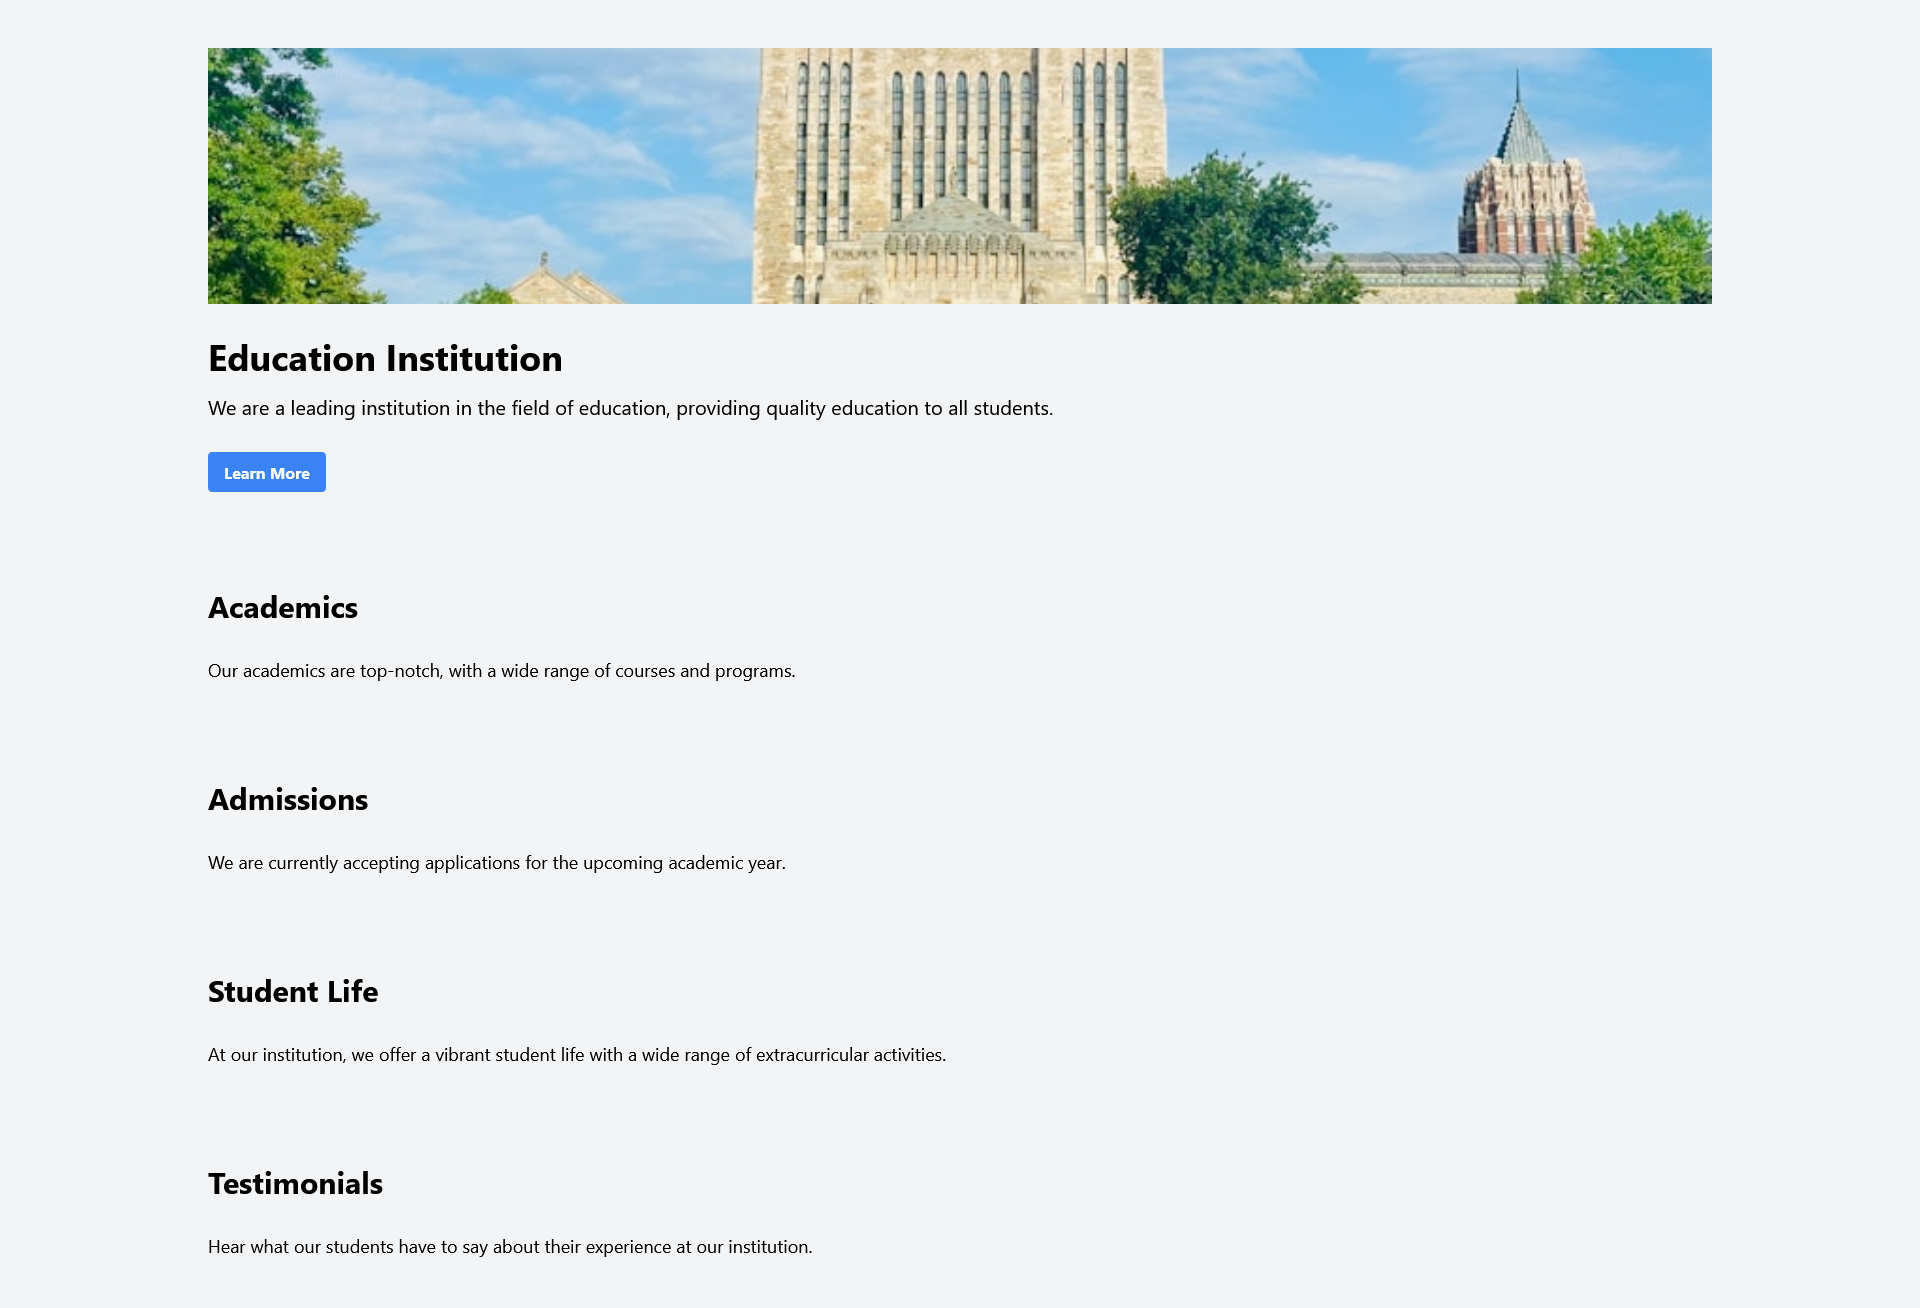 Education Institution
We are a leading institution in the field of education, providing quality education to all students.
Learn More
Academics
Our academics are top-notch, with a wide range of courses and programs.
Admissions
We are currently accepting applications for the upcoming academic year.
Student Life
At our institution, we offer a vibrant student life with a wide range of extracurricular activities.
Testimonials
Hear what our students have to say about their experience at our institution.